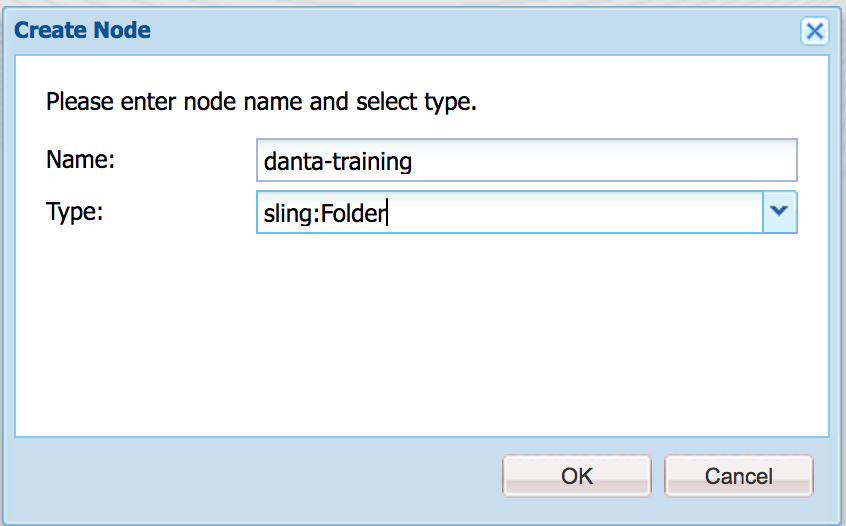 Create Node
Please enter node name and select type.
Name: danta-training
Type: sling:Folder
OK Cancel